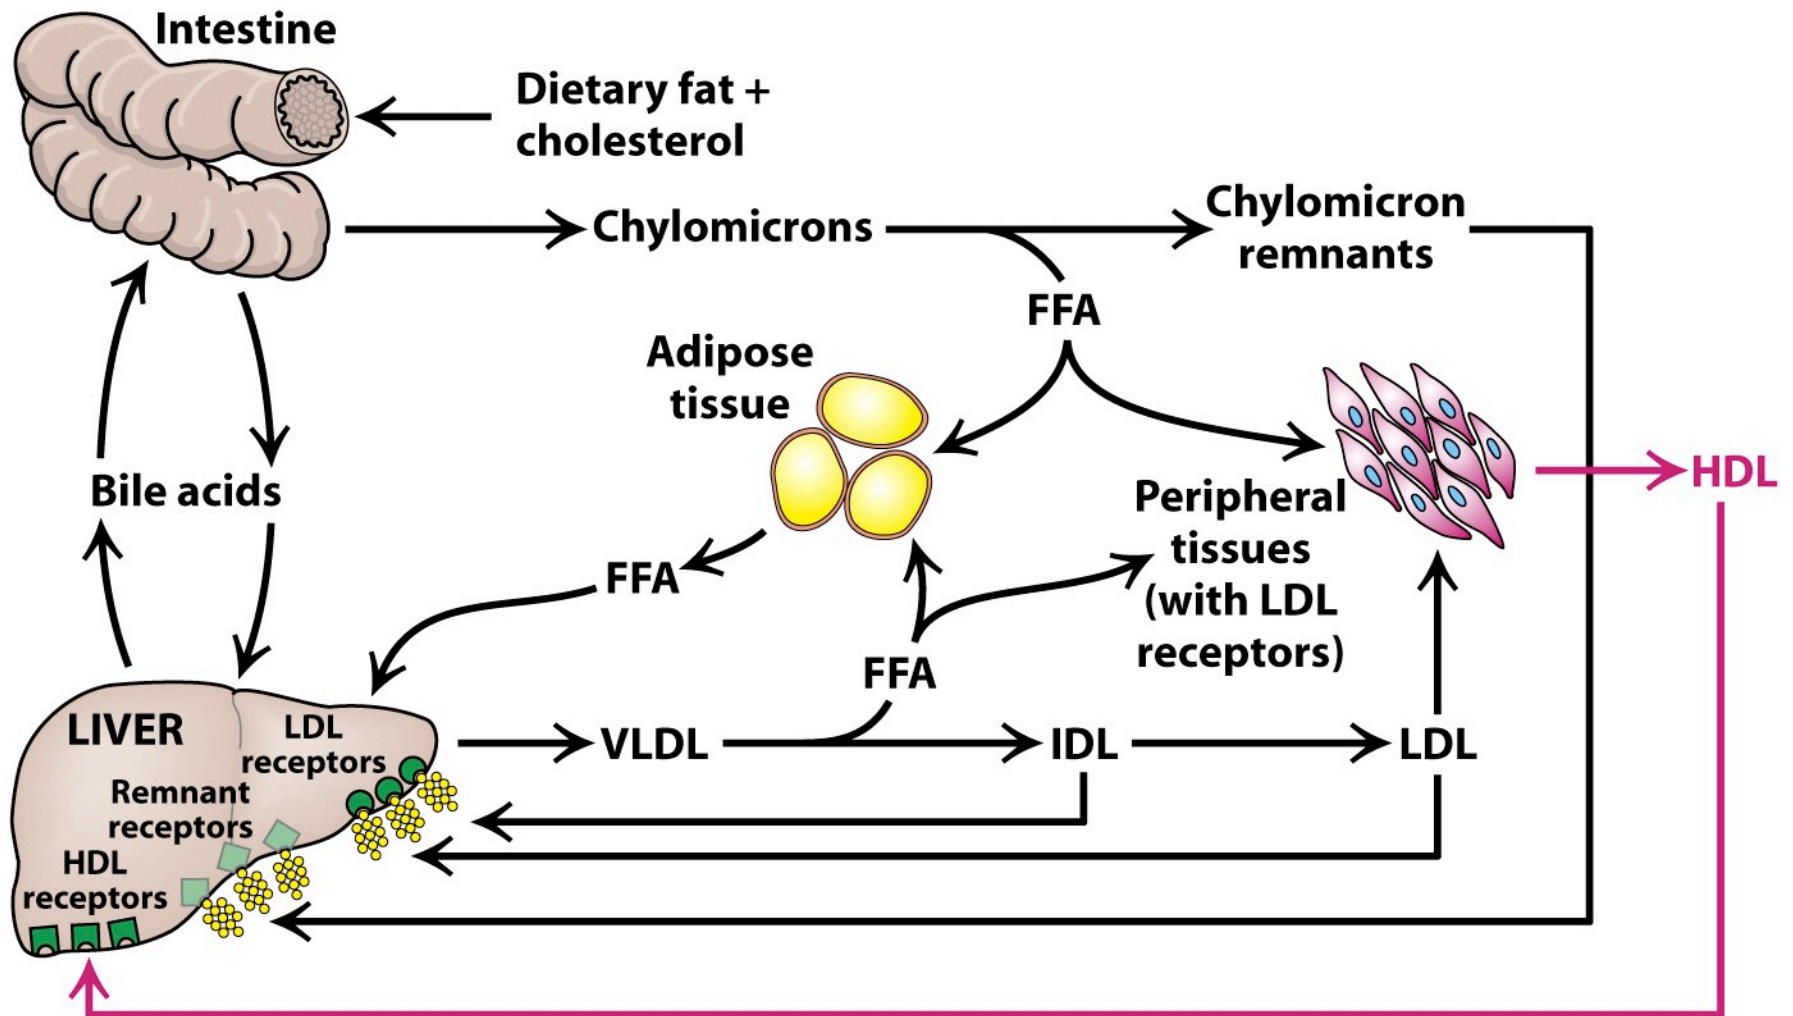 Intestine
Dietary fat +
cholesterol
Chylomicrons
Chylomicron
remnants
FFA
Adipose
tissue
HDL
Bile acids
Peripheral
tissues
(with LDL
receptors)
FFA
FFA
LIVER
LDL
receptors
VLDL
IDL
LDL
Remnant
receptors
HDL
receptors